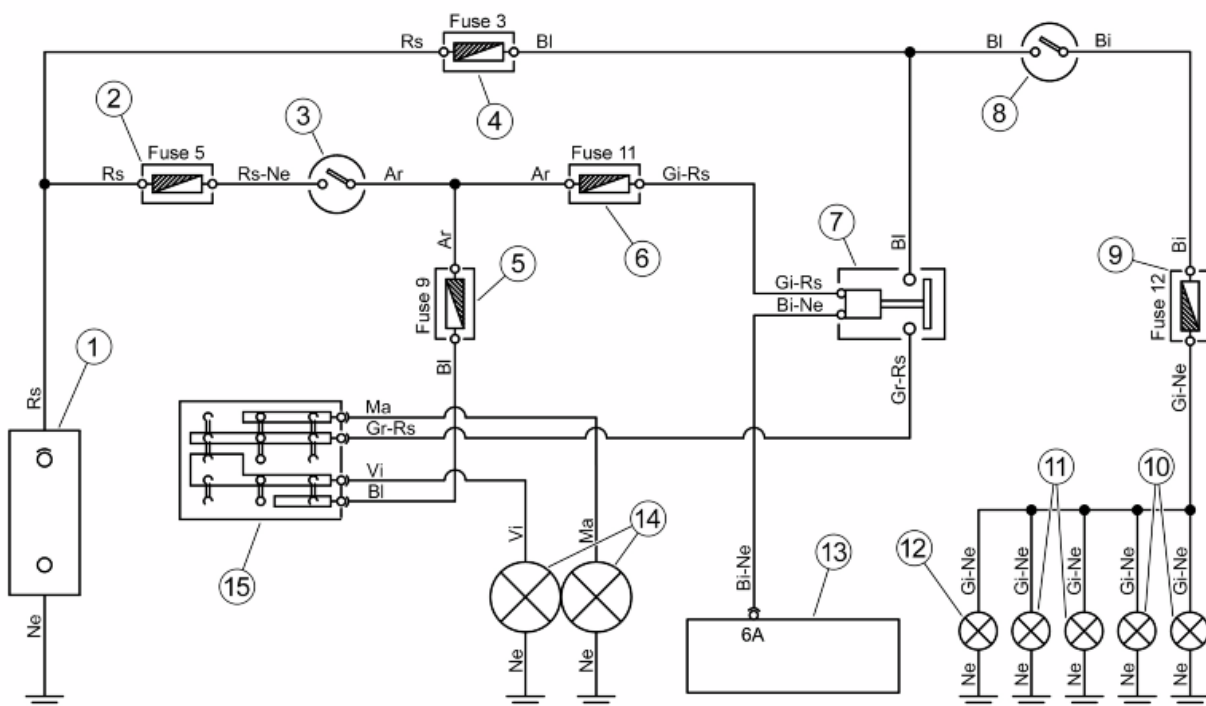 Fuse 3
Rs
Bl
Bl
Bi
4
8
2
3
Fuse 5
Fuse 11
Rs
Rs-Ne
Ar
Ar
Gi-Rs
6
7
Ar
5
Fuse 9
Bl
Bl
Gi-Rs
Bi-Ne
Gr-Rs
Bi
9
Fuse 12
Gi-Ne
1
Rs
Ne
Ma
Gr-Rs
Vi
Bl
15
Vi
Ma
14
Ne
Ne
Bi-Ne
13
6A
11
10
12
Gi-Ne
Gi-Ne
Gi-Ne
Gi-Ne
Gi-Ne
Ne
Ne
Ne
Ne
Ne